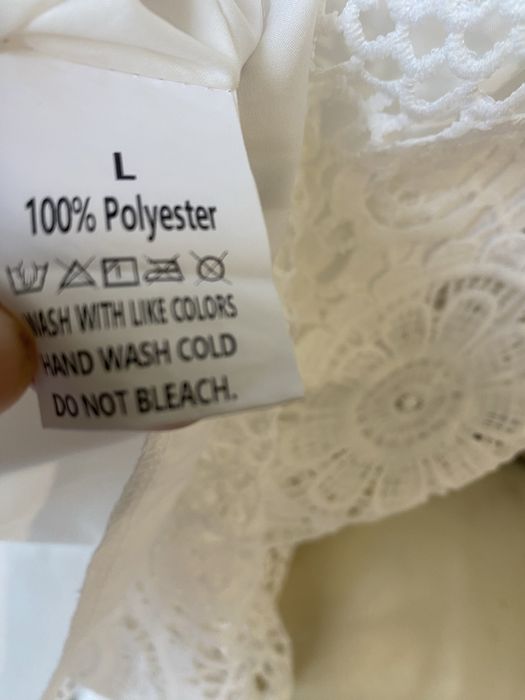 L
100% Polyester
WASH WITH LIKE COLORS
HAND WASH COLD
DO NOT BLEACH.